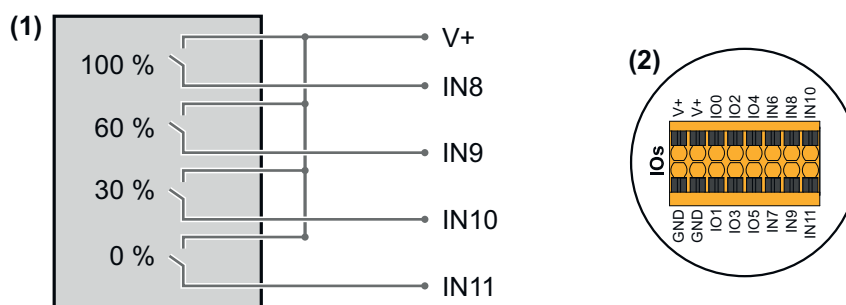 (1)
V+
100 %
IN8
60 %
IN9
30 %
IN10
0 %
IN11
(2)
V+ V+ IO0 IO2 IO4 IN6 IN8 IN10
IOs
GND GND IO1 IO3 IO5 IN7 IN9 IN11